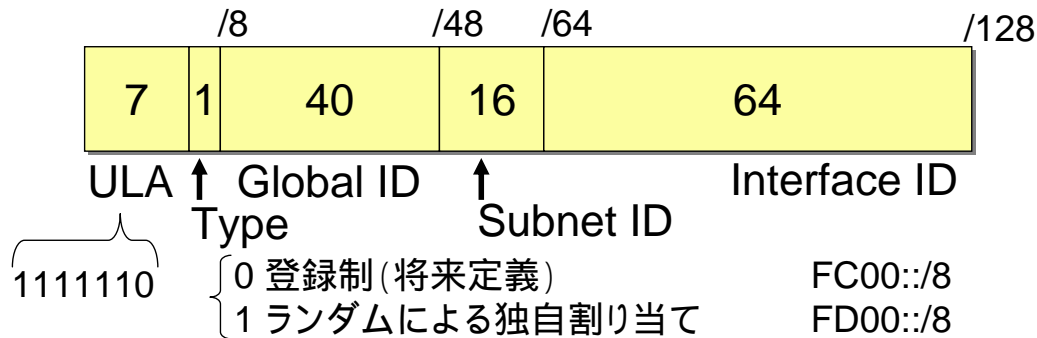 /8 /48 /64 /128
7 1 40 16 64
ULA Global ID Interface ID
Type Subnet ID
1111110
0 登録制(将来定義) FC00::/8
1 ランダムによる独自割り当て FD00::/8